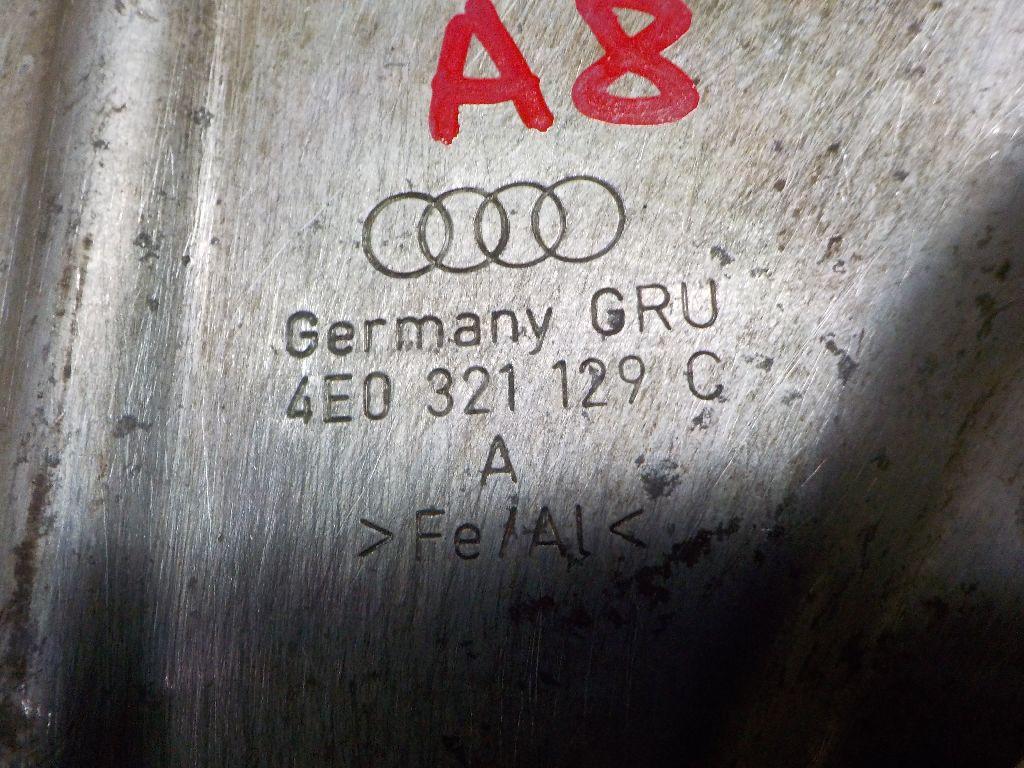 A8
Germany GRU
4E0 321 129 C
A
>Fe/Al<